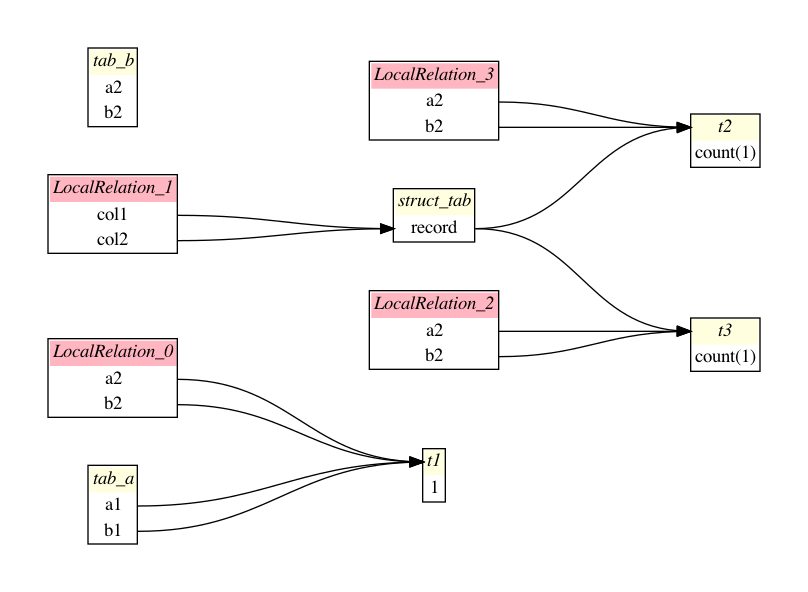 tab_b
a2
b2
LocalRelation_3
a2
b2
t2
count(1)
LocalRelation_1
col1
col2
struct_tab
record
LocalRelation_2
a2
b2
t3
count(1)
LocalRelation_0
a2
b2
t1
1
tab_a
a1
b1